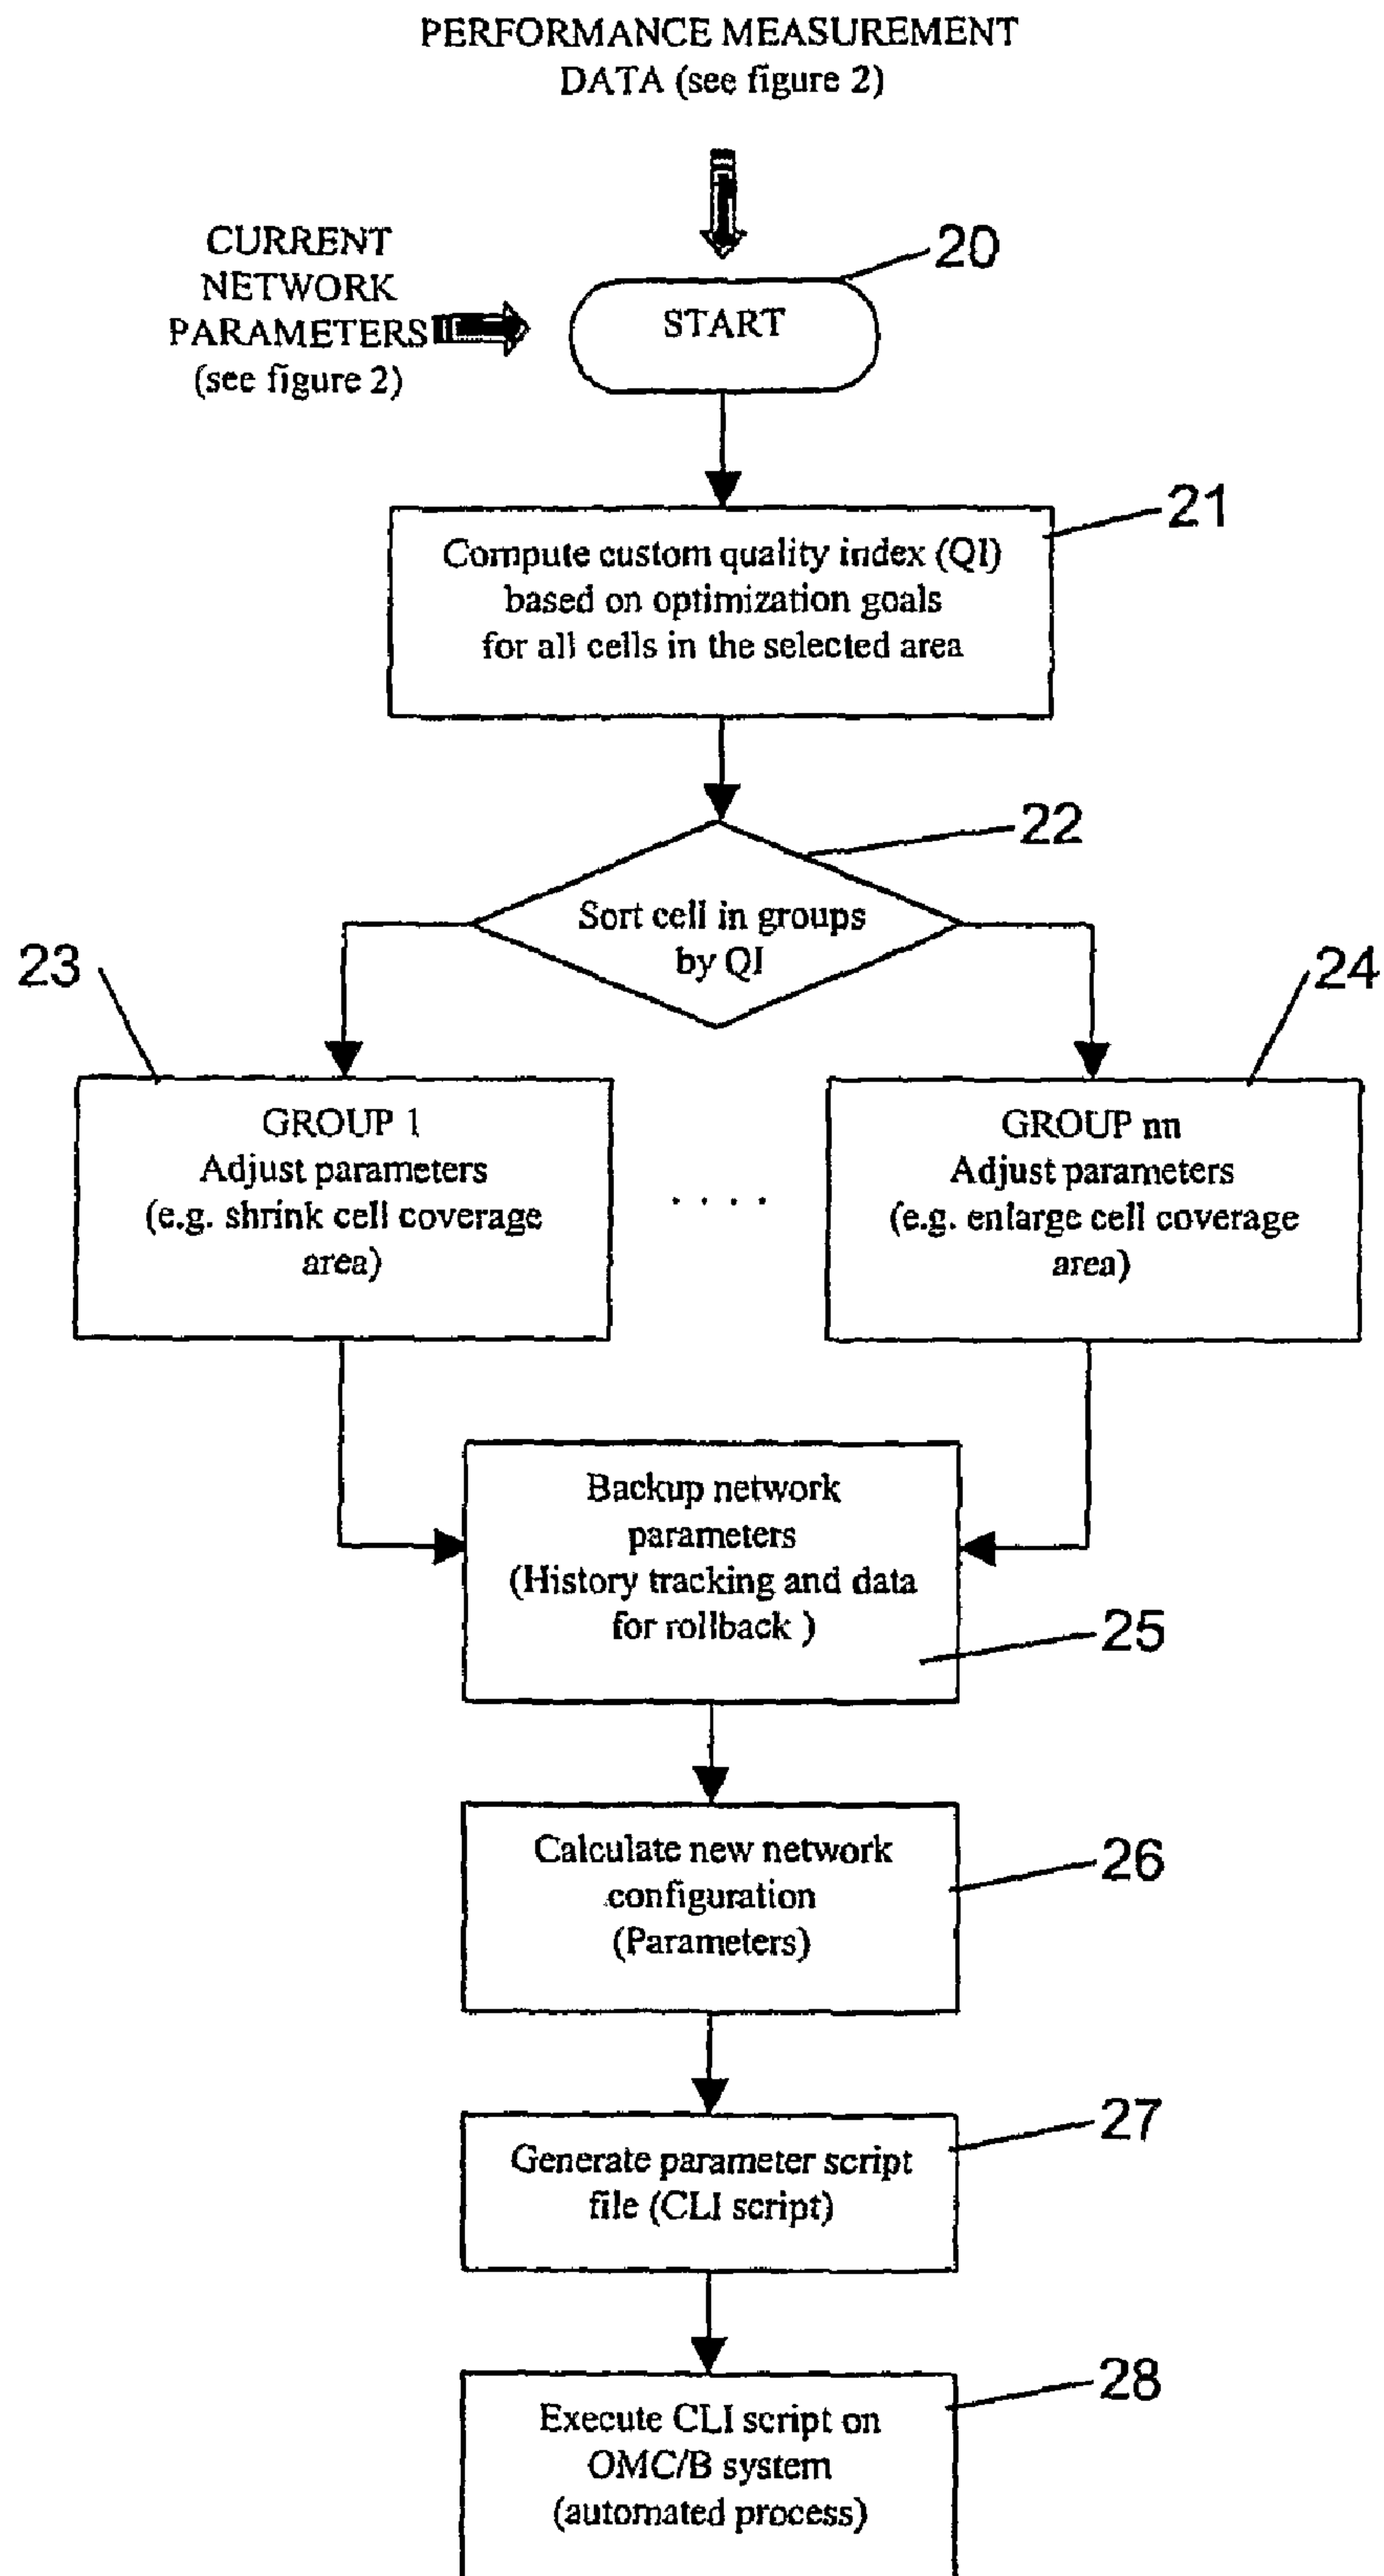 PERFORMANCE MEASUREMENT
DATA (see figure 2)
CURRENT
NETWORK
PARAMETERS
(see figure 2)
20
START
21
Compute custom quality index (QI)
based on optimization goals
for all cells in the selected area
22
Sort cell in groups
by QI
23
24
GROUP 1
Adjust parameters
(e.g. shrink cell coverage
area)
. . . .
GROUP nn
Adjust parameters
(e.g. enlarge cell coverage
area)
Backup network
parameters
(History tracking and data
for rollback )
25
Calculate new network
configuration
(Parameters)
26
27
Generate parameter script
file (CLI script)
28
Execute CLI script on
OMC/B system
(automated process)